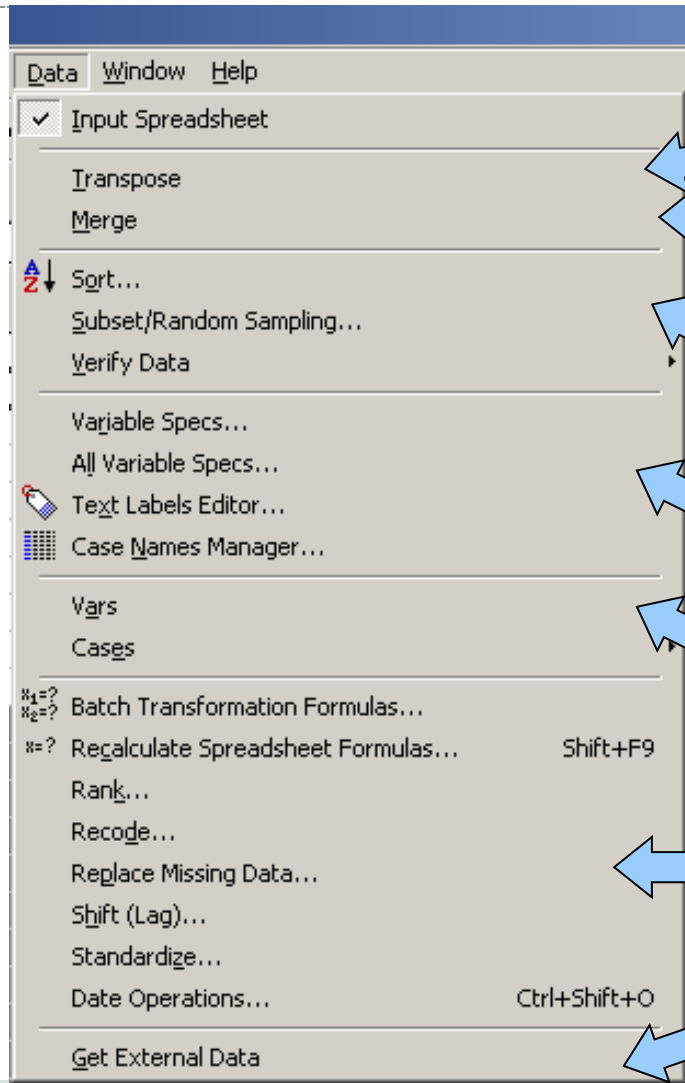 Data Window Help
Input Spreadsheet
Transpose
Merge
A
Z
Sort...
Subset/Random Sampling...
Verify Data
Variable Specs...
All Variable Specs...
Text Labels Editor...
Case Names Manager...
Vars
Cases
x1=?
x2=?
Batch Transformation Formulas...
x=? Recalculate Spreadsheet Formulas... Shift+F9
Rank...
Recode...
Replace Missing Data...
Shift (Lag)...
Standardize...
Date Operations... Ctrl+Shift+O
Get External Data